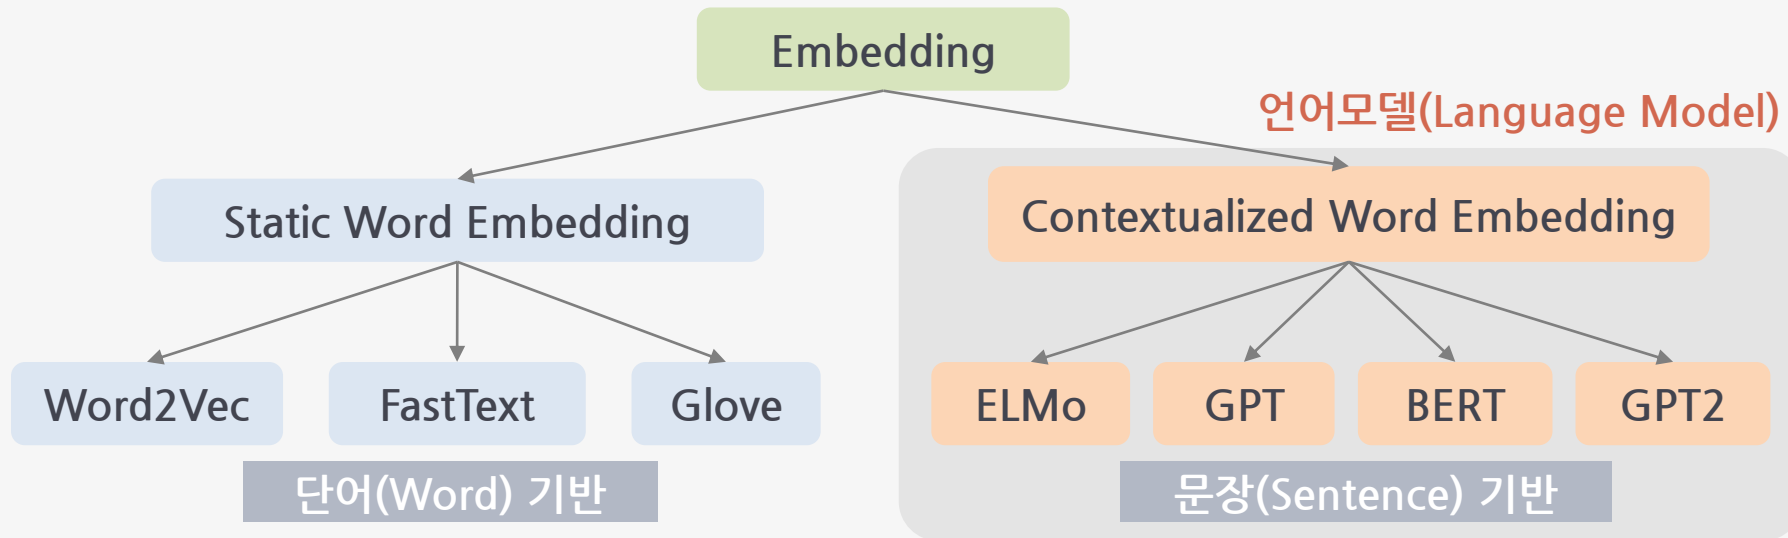 Embedding
언어모델(Language Model)
Static Word Embedding
Contextualized Word Embedding
Word2Vec
FastText
Glove
ELMo
GPT
BERT
GPT2
단어(Word) 기반
문장(Sentence) 기반